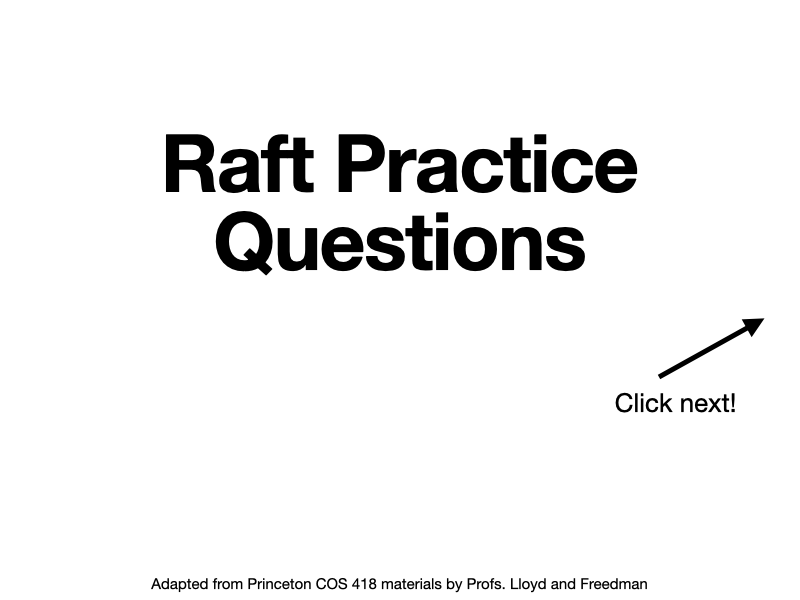 Raft Practice
Questions
Click next!
Adapted from Princeton COS 418 materials by Profs. Lloyd and Freedman